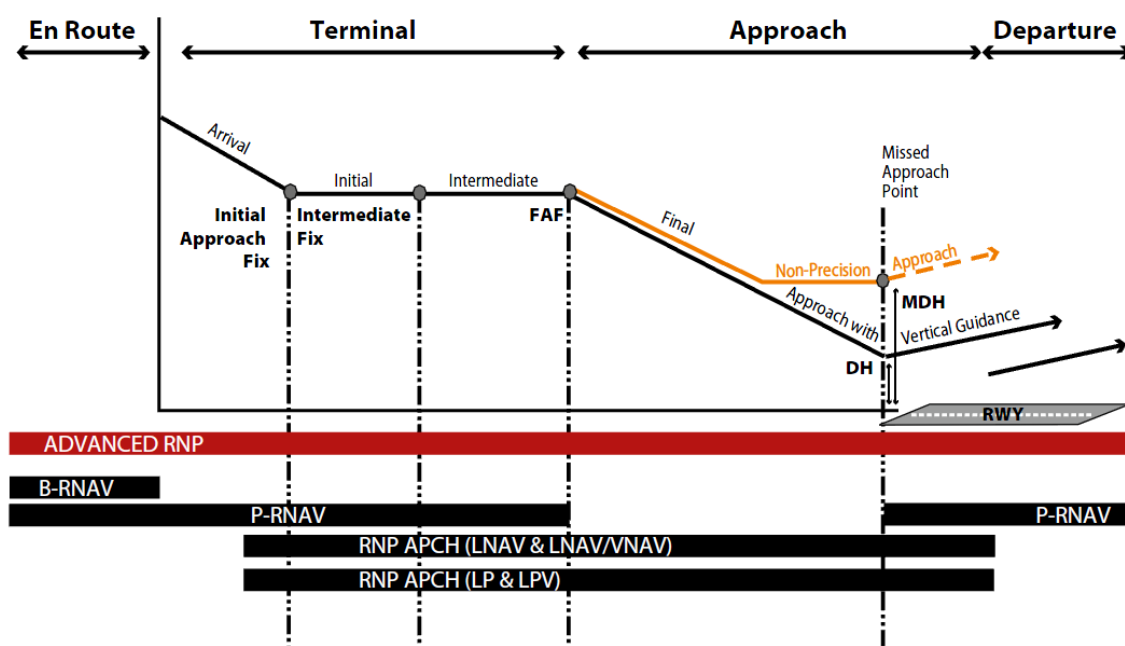 En Route
Terminal
Approach
Departure
Arrival
Initial
Intermediate
Initial
Approach
Fix
Intermediate
Fix
FAF
Final
Non-Precision
Approach
Missed
Approach
Point
MDH
Approach with
Vertical Guidance
DH
RWY
ADVANCED RNP
B-RNAV
P-RNAV
P-RNAV
RNP APCH (LNAV & LNAV/VNAV)
RNP APCH (LP & LPV)